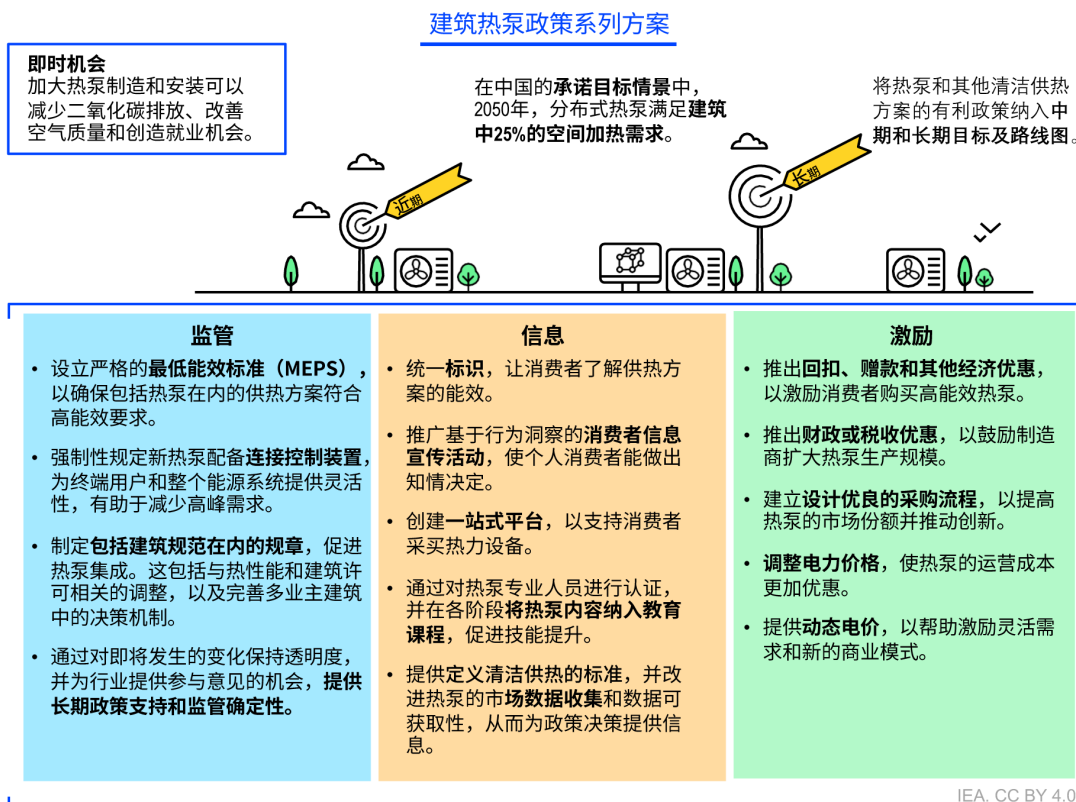 建筑热泵政策系列方案
即时机会
加大热泵制造和安装可以
减少二氧化碳排放、改善
空气质量和创造就业机会。
在中国的承诺目标情景中，
2050年，分布式热泵满足建筑
中25%的空间加热需求。
将热泵和其他清洁供热
方案的有利政策纳入中
期和长期目标及路线图。
近期
长期
监管
• 设立严格的最低能效标准（MEPS），
以确保包括热泵在内的供热方案符合
高能效要求。
• 强制性规定新热泵配备连接控制装置，
为终端用户和整个能源系统提供灵活
性，有助于减少高峰需求。
• 制定包括建筑规范在内的规章，促进
热泵集成。这包括与热性能和建筑许
可相关的调整，以及完善多业主建筑
中的决策机制。
• 通过对即将发生的变化保持透明度，
并为行业提供参与意见的机会，提供
长期政策支持和监管确定性。
信息
• 统一标识，让消费者了解供热方
案的能效。
• 推广基于行为洞察的消费者信息
宣传活动，使个人消费者能做出
知情决定。
• 创建一站式平台，以支持消费者
采买热力设备。
• 通过对热泵专业人员进行认证，
并在各阶段将热泵内容纳入教育
课程，促进技能提升。
• 提供定义清洁供热的标准，并改
进热泵的市场数据收集和数据可
获取性，从而为政策决策提供信
息。
激励
• 推出回扣、赠款和其他经济优惠，
以激励消费者购买高能效热泵。
• 推出财政或税收优惠，以鼓励制造
商扩大热泵生产规模。
• 建立设计优良的采购流程，以提高
热泵的市场份额并推动创新。
• 调整电力价格，使热泵的运营成本
更加优惠。
• 提供动态电价，以帮助激励灵活需
求和新的商业模式。
IEA. CC BY 4.0